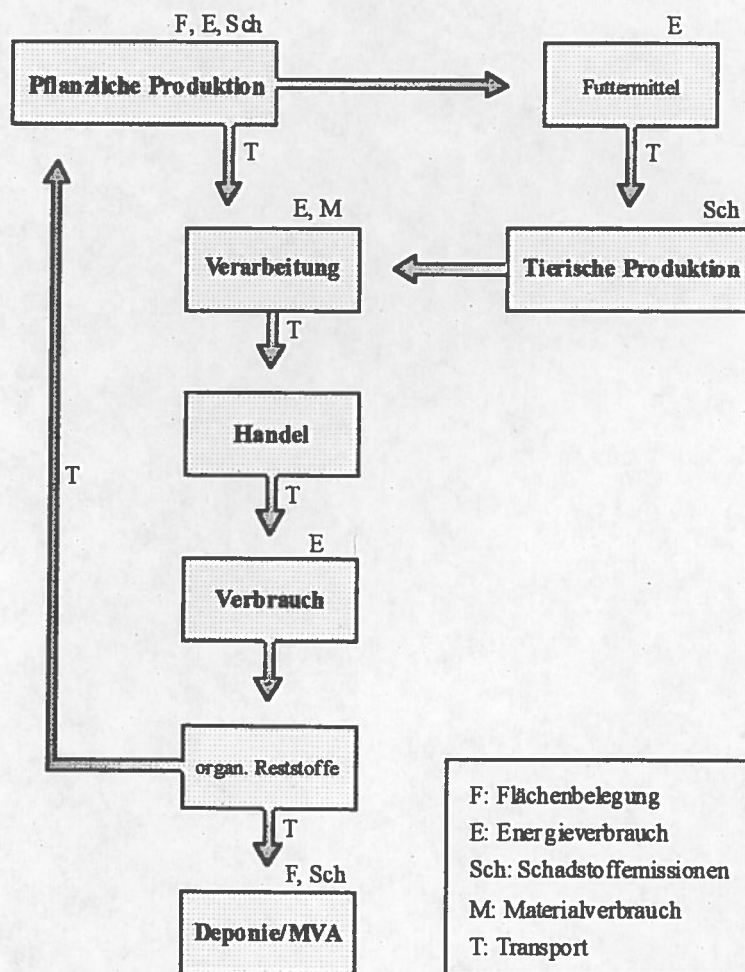 F, E, Sch
E
Pflanzliche Produktion
Futtermittel
T
T
E, M
Sch
Verarbeitung
Tierische Produktion
T
Handel
T
T
E
Verbrauch
organ. Reststoffe
T
F, Sch
Deponie/MVA
F: Flächenbelegung
E: Energieverbrauch
Sch: Schadstoffemissionen
M: Materialverbrauch
T: Transport